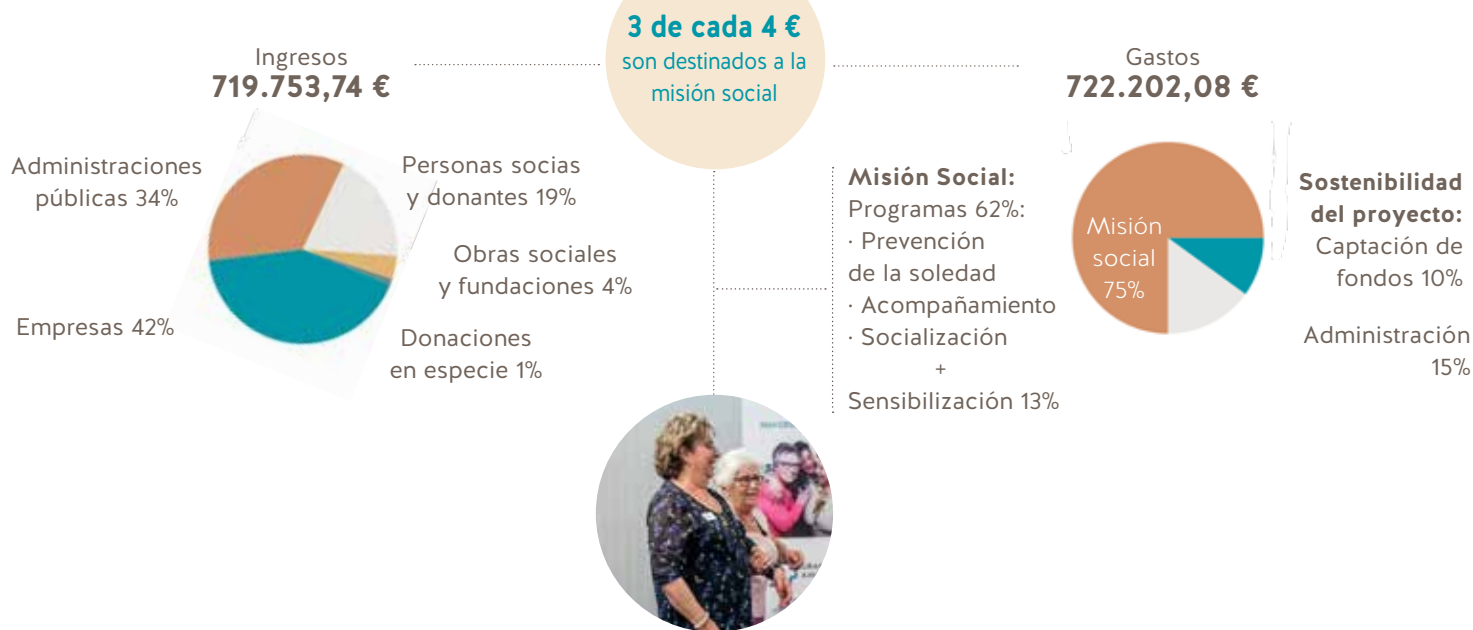 3 de cada 4 €
son destinados a la
misión social
Ingresos
719.753,74 €
Administraciones
públicas 34%
Personas socias
y donantes 19%
Obras sociales
y fundaciones 4%
Empresas 42%
Donaciones
en especie 1%
Misión Social:
Programas 62%:
· Prevención
de la soledad
· Acompañamiento
· Socialización
+
Sensibilización 13%
Gastos
722.202,08 €
Misión
social
75%
Sostenibilidad
del proyecto:
Captación de
fondos 10%
Administración
15%